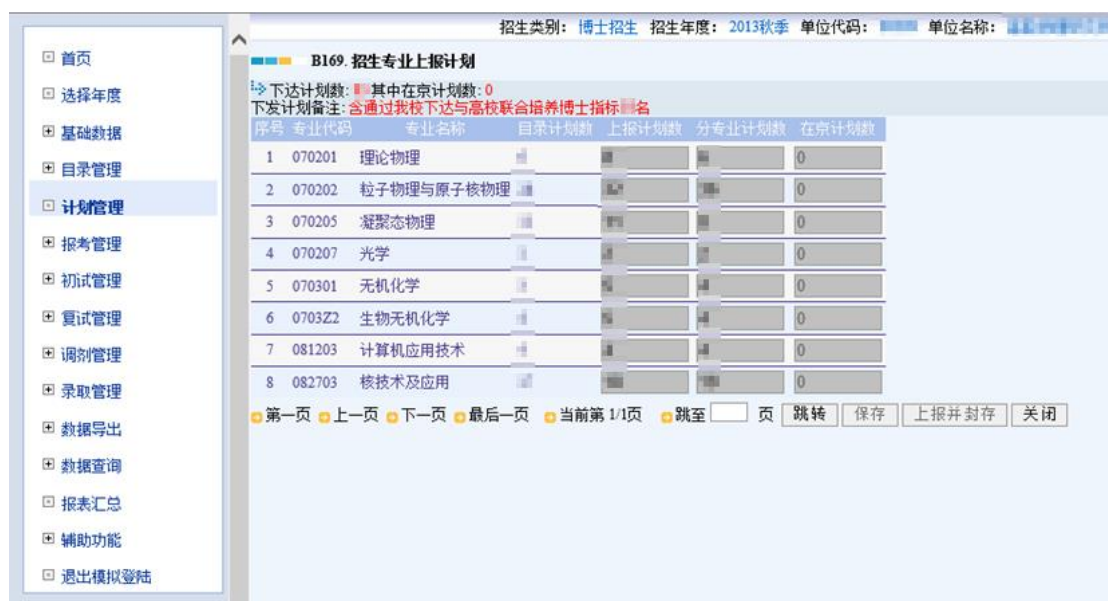 招生类别：博士招生 招生年度：2013秋季 单位代码： 单位名称：
首页
选择年度
基础数据
目录管理
计划管理
报考管理
初试管理
复试管理
调剂管理
录取管理
数据导出
数据查询
报表汇总
辅助功能
退出模拟登陆
B169. 招生专业上报计划
下达计划数: 其中在京计划数: 0
下发计划备注: 含通过我校下达与高校联合培养博士指标 名
序号 专业代码 专业名称 目录计划数 上报计划数 分专业计划数 在京计划数
1 070201 理论物理 0
2 070202 粒子物理与原子核物理 0
3 070205 凝聚态物理 0
4 070207 光学 0
5 070301 无机化学 0
6 0703Z2 生物无机化学 0
7 081203 计算机应用技术 0
8 082703 核技术及应用 0
第一页 上一页 下一页 最后一页 当前第 1/1页 跳至 页 跳转 保存 上报并封存 关闭